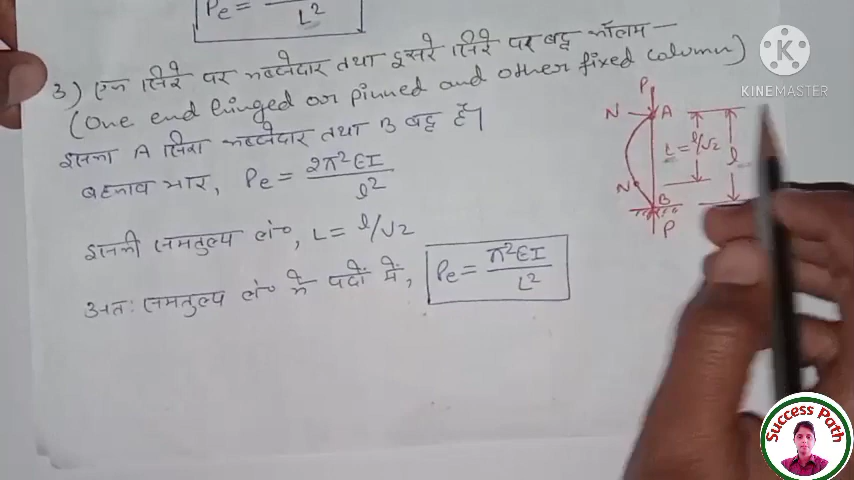 Pe =
L²
3) एक सिरे पर कब्जेदार तथा दूसरे सिरे पर बद्ध कॉलम —
(One end hinged or pinned and other fixed column)
इसका A सिरा कब्जेदार तथा B बद्ध है।
बहकाव भार, Pe = 2π²EI / l²
इसकी समतुल्य लं०, L = l/√2
अतः समतुल्य लं० के पदों में, Pe = π²EI / L²
P
N A
L = l/√2
l
N
B
P
KINEMASTER
Success Path